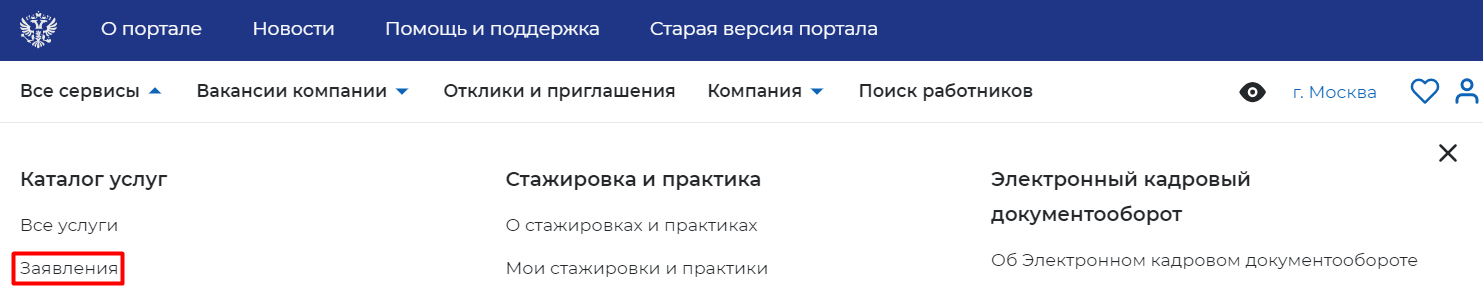 О портале Новости Помощь и поддержка Старая версия портала
Все сервисы Вакансии компании Отклики и приглашения Компания Поиск работников г. Москва
Каталог услуг
Все услуги
Заявления
Стажировка и практика
О стажировках и практиках
Мои стажировки и практики
Электронный кадровый
документооборот
Об Электронном кадровом документообороте